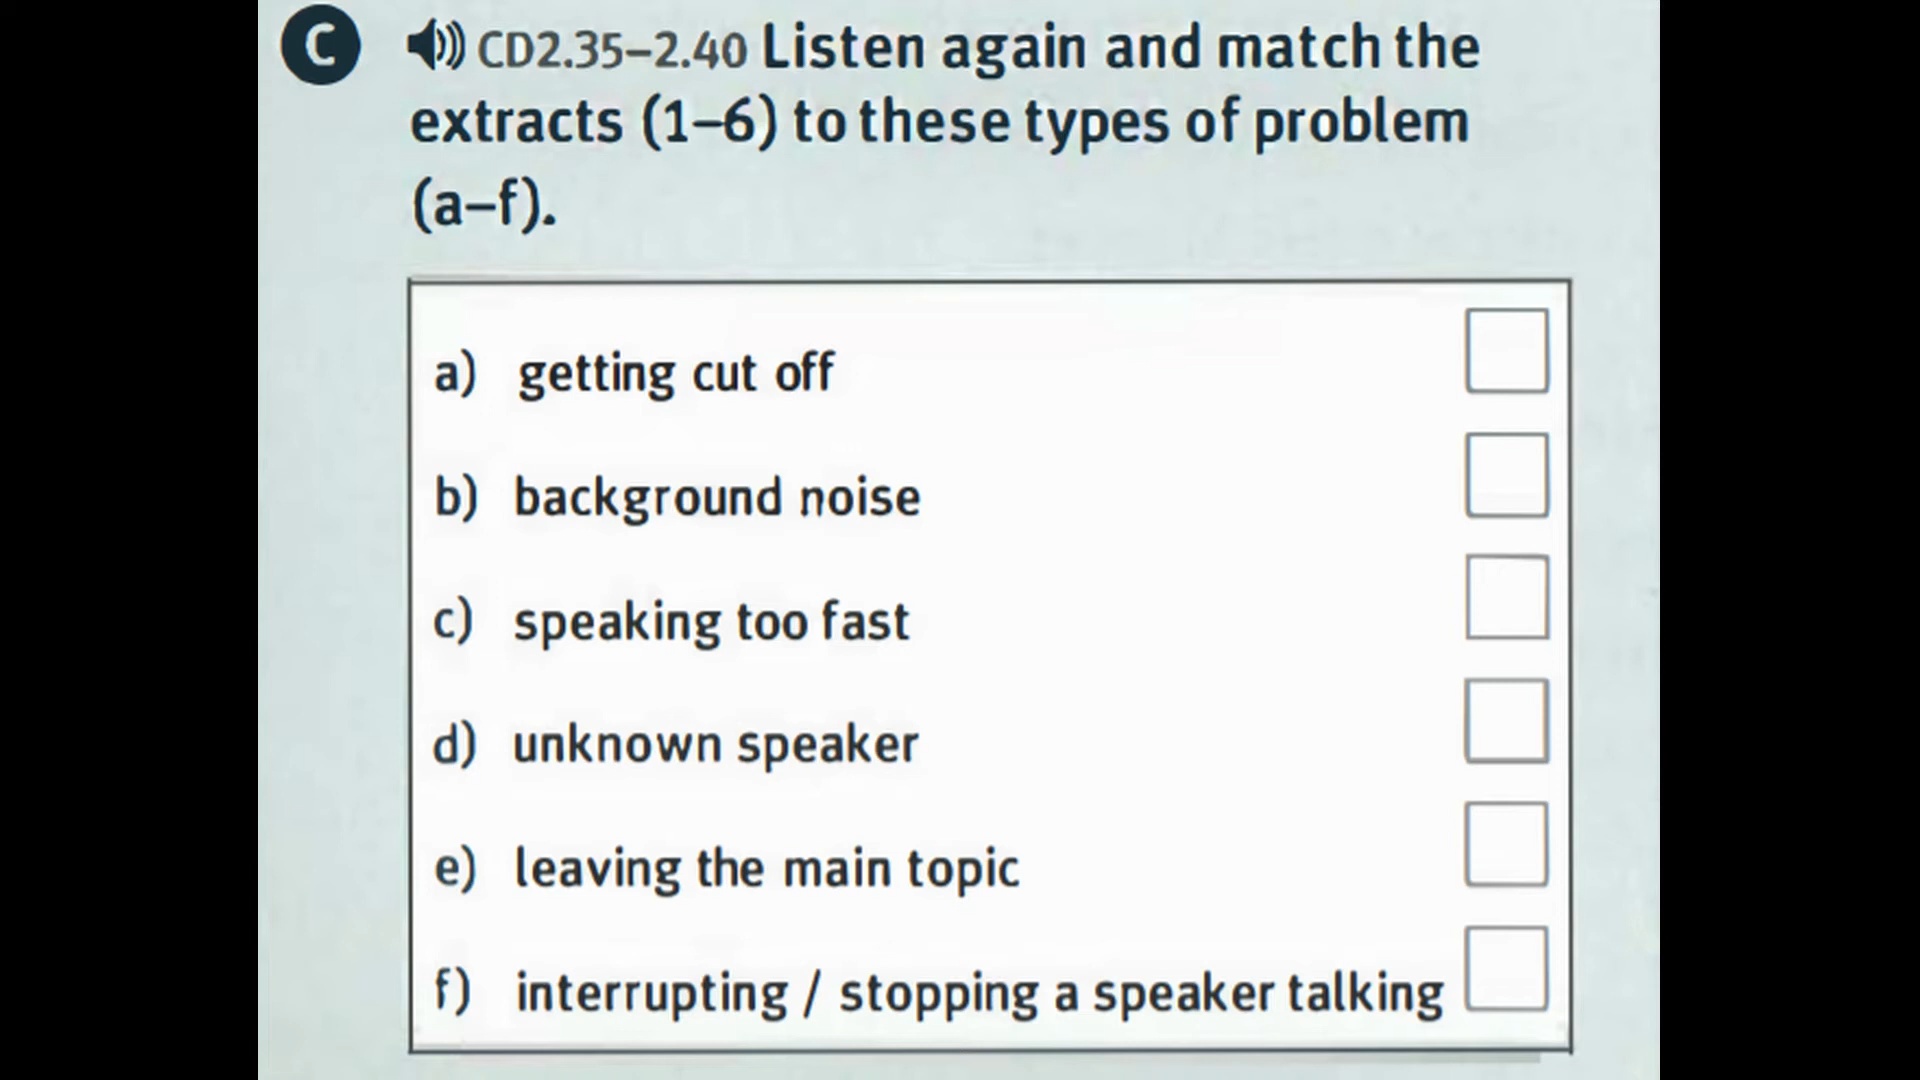 C CD2.35–2.40 Listen again and match the
extracts (1–6) to these types of problem
(a–f).
a) getting cut off
b) background noise
c) speaking too fast
d) unknown speaker
e) leaving the main topic
f) interrupting / stopping a speaker talking